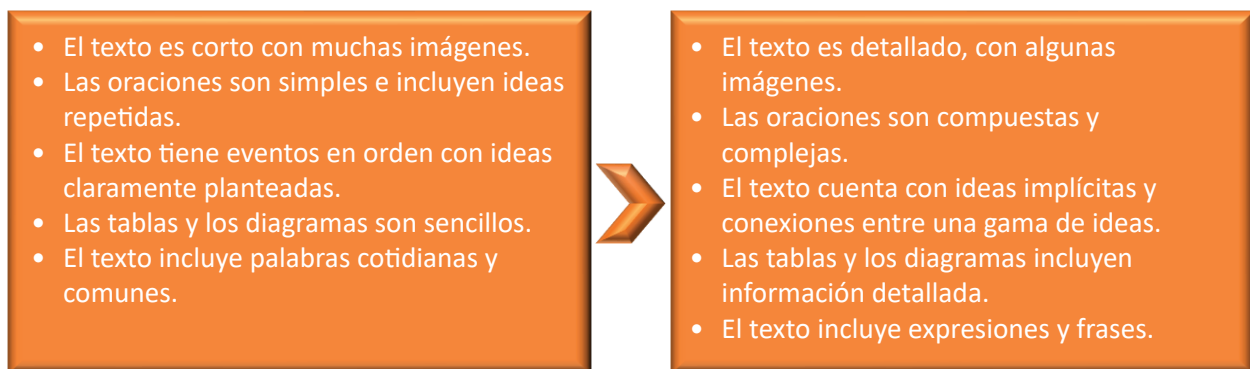 • El texto es corto con muchas imágenes.
• Las oraciones son simples e incluyen ideas
repetidas.
• El texto tiene eventos en orden con ideas
claramente planteadas.
• Las tablas y los diagramas son sencillos.
• El texto incluye palabras cotidianas y
comunes.
• El texto es detallado, con algunas
imágenes.
• Las oraciones son compuestas y
complejas.
• El texto cuenta con ideas implícitas y
conexiones entre una gama de ideas.
• Las tablas y los diagramas incluyen
información detallada.
• El texto incluye expresiones y frases.